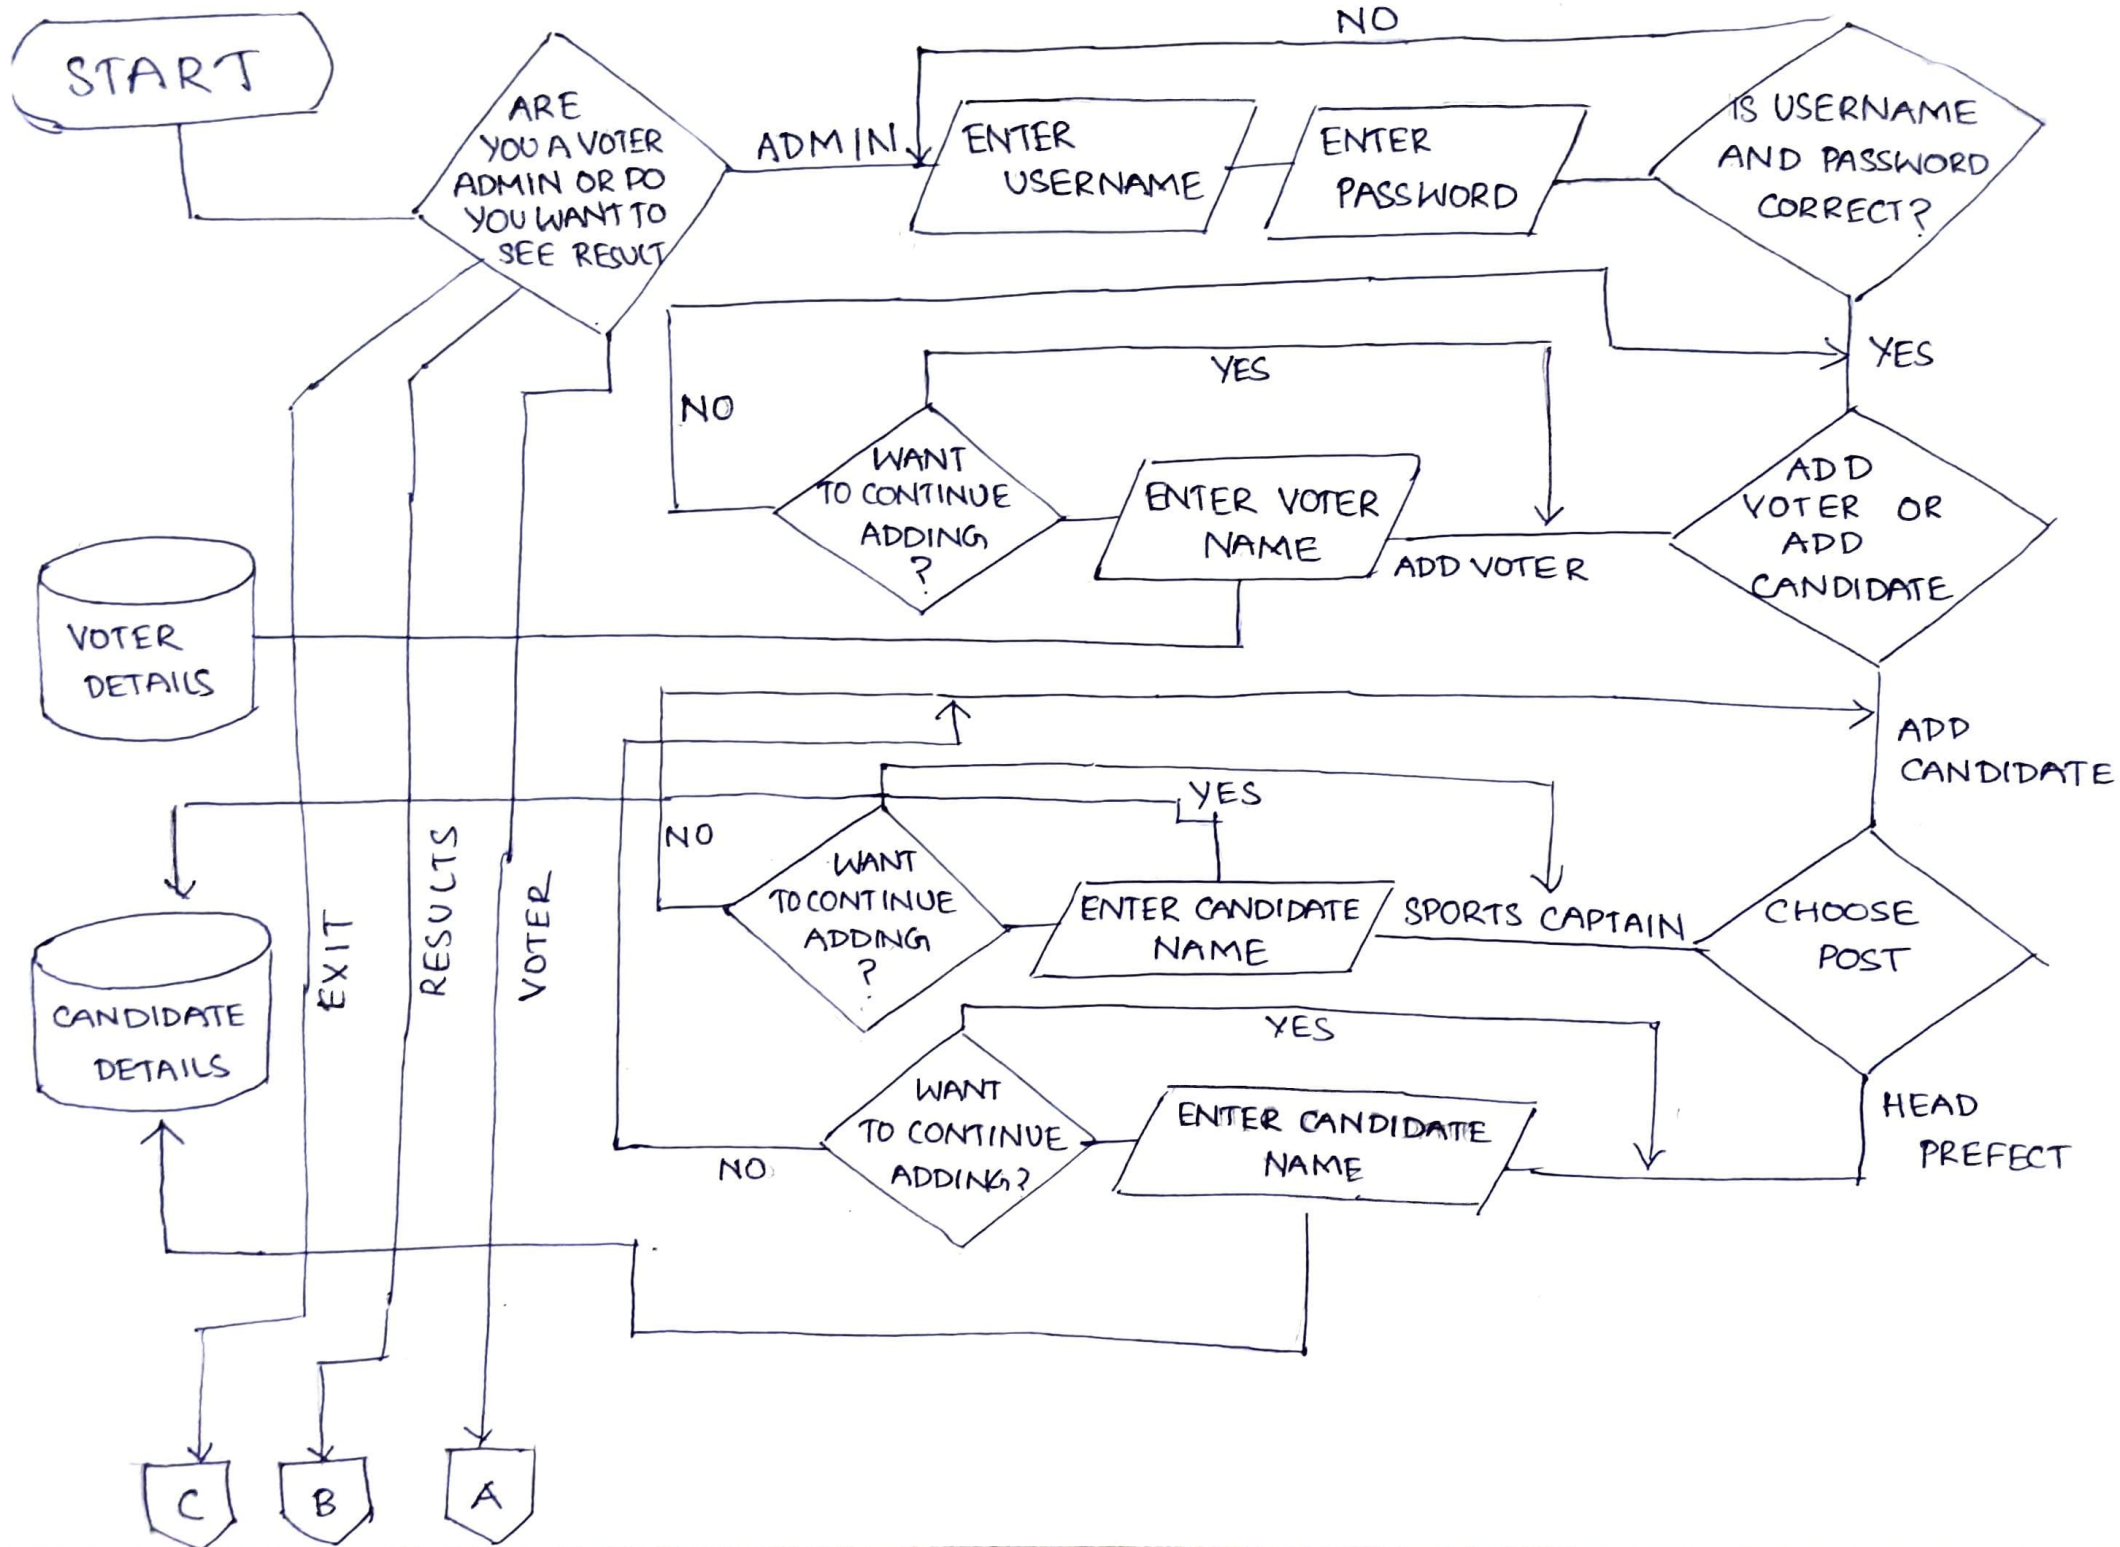 START
ARE
YOU A VOTER
ADMIN OR DO
YOU WANT TO
SEE RESULT
ADMIN
NO
ENTER
USERNAME
ENTER
PASSWORD
IS USERNAME
AND PASSWORD
CORRECT?
YES
YES
NO
WANT
TO CONTINUE
ADDING
?
ENTER VOTER
NAME
ADD VOTER
ADD
VOTER OR
ADD
CANDIDATE
VOTER
DETAILS
ADD
CANDIDATE
YES
NO
WANT
TO CONTINUE
ADDING
?
ENTER CANDIDATE
NAME
SPORTS CAPTAIN
CHOOSE
POST
EXIT
RESULTS
VOTER
CANDIDATE
DETAILS
YES
WANT
TO CONTINUE
ADDING?
NO
ENTER CANDIDATE
NAME
HEAD
PREFECT
C
B
A